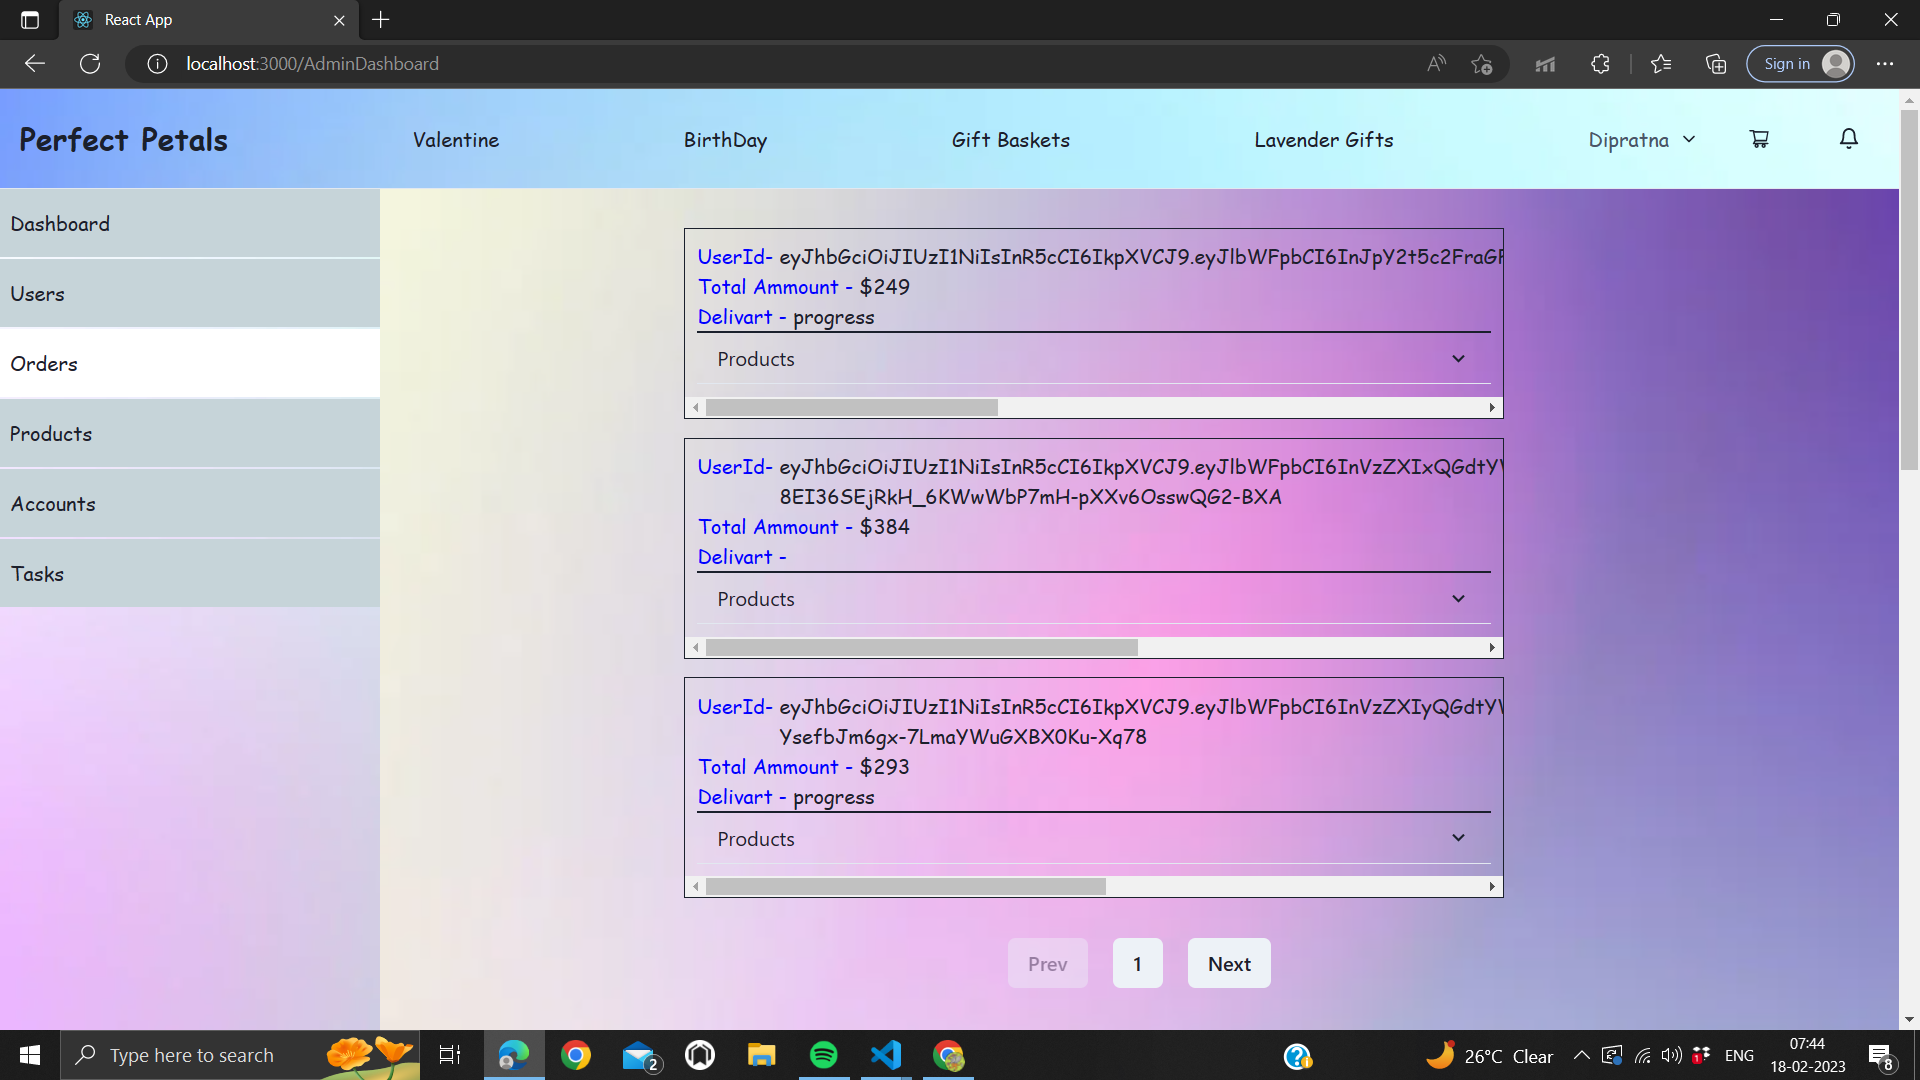 React App
localhost:3000/AdminDashboard
Sign in
Perfect Petals
Valentine
BirthDay
Gift Baskets
Lavender Gifts
Dipratna
Dashboard
Users
Orders
Products
Accounts
Tasks
UserId- eyJhbGciOiJIUzI1NiIsInR5cCI6IkpXVCJ9.eyJlbWFpbCI6InJpY2t5c2FraGF
Total Ammount - $249
Delivart - progress
Products
UserId- eyJhbGciOiJIUzI1NiIsInR5cCI6IkpXVCJ9.eyJlbWFpbCI6InVzZXIxQGdtYV
8EI36SEjRkH_6KWwWbP7mH-pXXv6OsswQG2-BXA
Total Ammount - $384
Delivart -
Products
UserId- eyJhbGciOiJIUzI1NiIsInR5cCI6IkpXVCJ9.eyJlbWFpbCI6InVzZXIyQGdtYV
YsefbJm6gx-7LmaYWuGXBX0Ku-Xq78
Total Ammount - $293
Delivart - progress
Products
Prev
1
Next
Type here to search
2
26°C Clear
1
ENG
07:44
18-02-2023
8